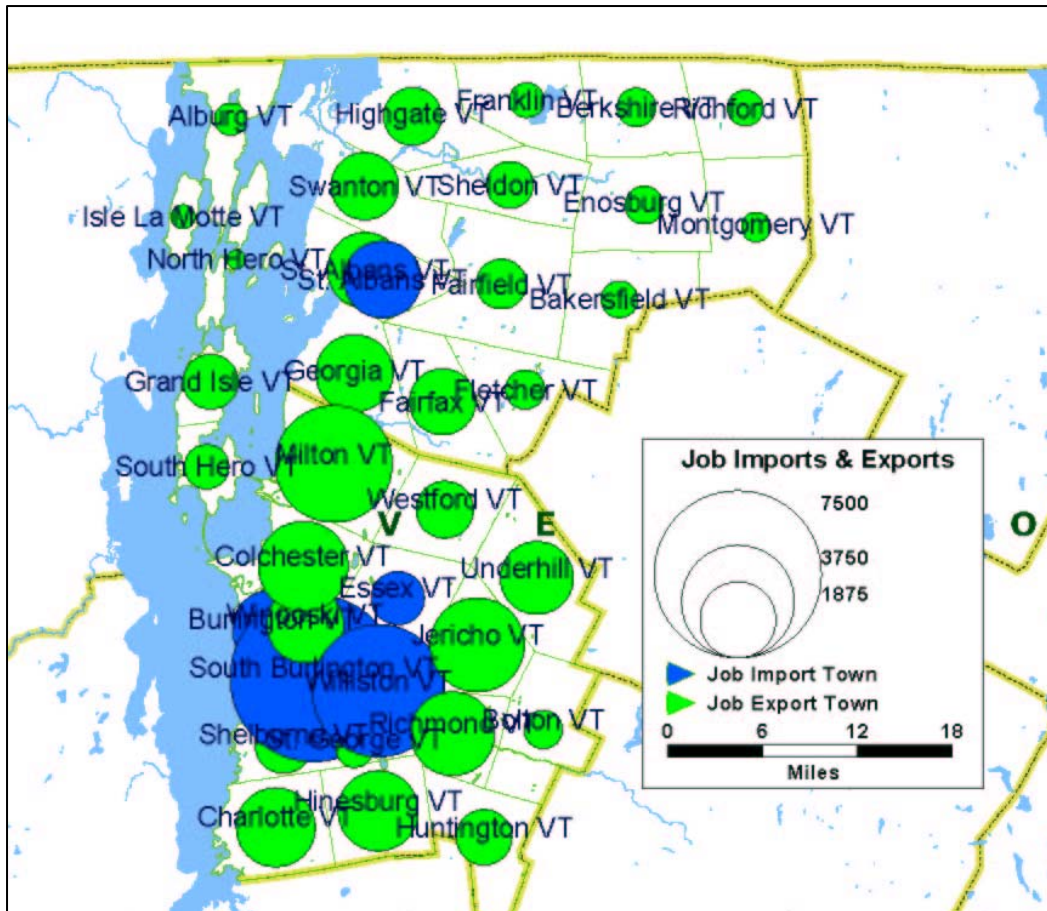 Alburg VT
Highgate VT
Franklin VT
Berkshire VT
Richford VT
Swanton VT
Sheldon VT
Enosburg VT
Isle La Motte VT
Montgomery VT
North Hero VT
St. Albans VT
St. Albans VT
Fairfield VT
Bakersfield VT
Grand Isle VT
Georgia VT
Fairfax VT
Fletcher VT
Milton VT
South Hero VT
Westford VT
V E O
Colchester VT
Essex VT
Underhill VT
Winooski VT
Burlington VT
Jericho VT
South Burlington VT
Williston VT
Shelburne VT
St. George VT
Richmond VT
Bolton VT
Charlotte VT
Hinesburg VT
Huntington VT
Job Imports & Exports
7500
3750
1875
Job Import Town
Job Export Town
0 6 12 18
Miles